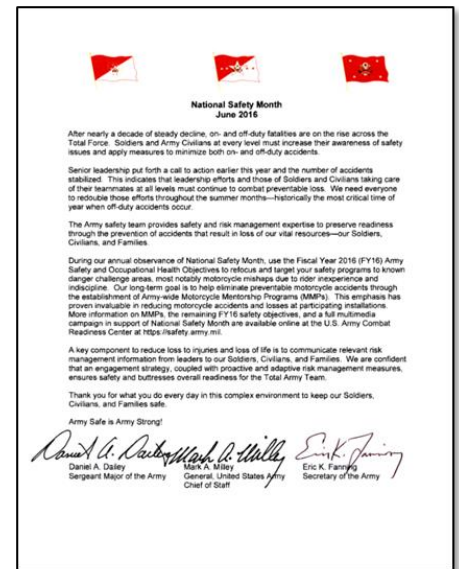 National Safety Month
June 2016
After nearly a decade of steady decline, on- and off-duty fatalities are on the rise across the
Total Force. Soldiers and Army Civilians at every level must increase their awareness of safety
issues and apply measures to minimize both on- and off-duty accidents.
Senior leadership put forth a call to action earlier this year and the number of accidents
stabilized. This indicates that leadership efforts and those of Soldiers and Civilians taking care
of their teammates at all levels must continue to combat preventable loss. We need everyone
to redouble those efforts throughout the summer months—historically the most critical time of
year when off-duty accidents occur.
The Army safety team provides safety and risk management expertise to preserve readiness
through the prevention of accidents that result in loss of our vital resources—our Soldiers,
Civilians, and Families.
During our annual observance of National Safety Month, use the Fiscal Year 2016 (FY16) Army
Safety and Occupational Health Objectives to refocus and target your safety programs to known
danger challenge areas, most notably motorcycle mishaps due to rider inexperience and
indiscipline. Our long-term goal is to help eliminate preventable motorcycle accidents through
the establishment of Army-wide Motorcycle Mentorship Programs (MMPs). This emphasis has
proven invaluable in reducing motorcycle accidents and losses at participating installations.
More information on MMPs, the remaining FY16 safety objectives, and a full multimedia
campaign in support of National Safety Month are available online at the U.S. Army Combat
Readiness Center at https://safety.army.mil.
A key component to reduce loss to injuries and loss of life is to communicate relevant risk
management information from leaders to our Soldiers, Civilians, and Families. We are confident
that an engagement strategy, coupled with proactive and adaptive risk management measures,
ensures safety and buttresses overall readiness for the Total Army Team.
Thank you for what you do every day in this complex environment to keep our Soldiers,
Civilians, and Families safe.
Army Safe is Army Strong!
Daniel A. Dailey Mark A. Milley Eric K. Fanning
Daniel A. Dailey Mark A. Milley Eric K. Fanning
Sergeant Major of the Army General, United States Army Secretary of the Army
Chief of Staff